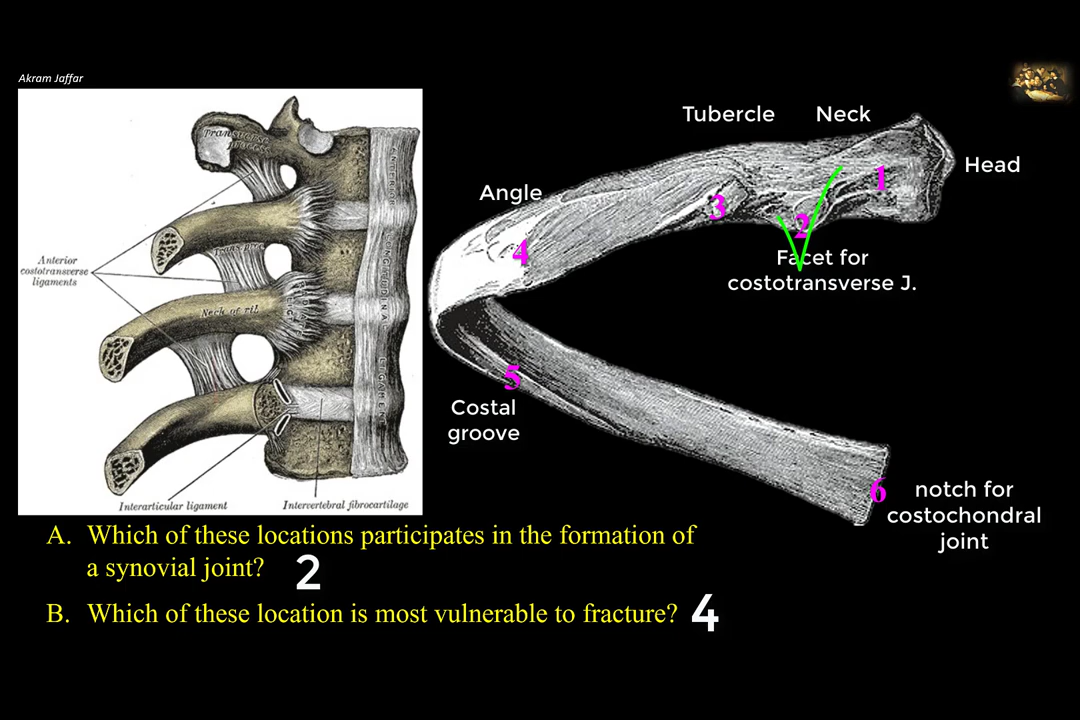 Akram Jaffar
Transverse
process
Anterior
costotransverse
ligaments
Neck of rib
Interarticular ligament
Intervertebral fibrocartilage
Tubercle
Neck
Head
Angle
1
2
3
4
5
6
Facet for
costotransverse J.
Costal
groove
notch for
costochondral
joint
A. Which of these locations participates in the formation of
a synovial joint? 2
B. Which of these location is most vulnerable to fracture? 4